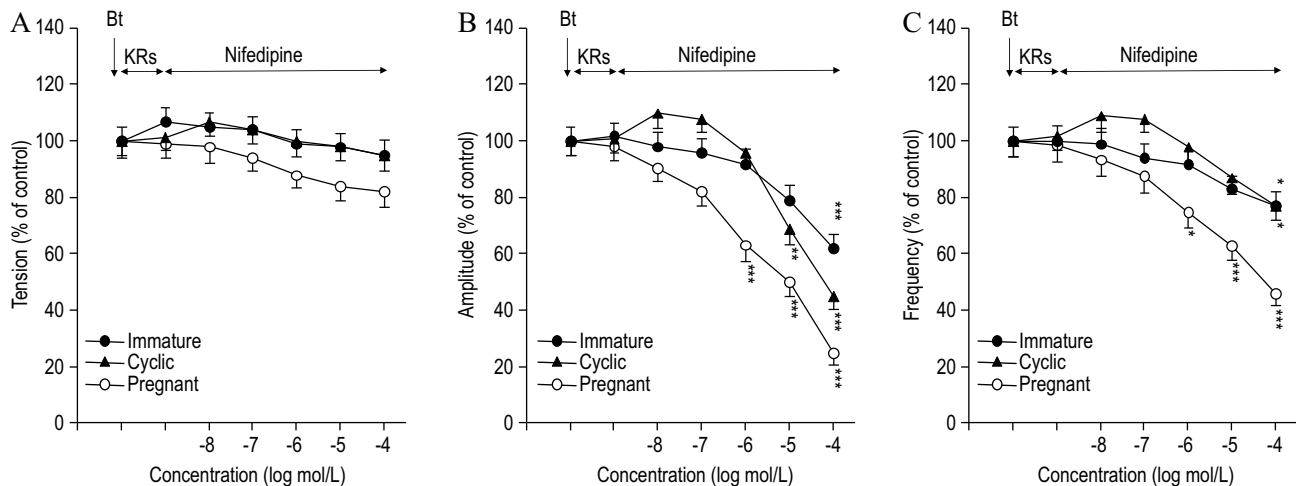 A
Bt
KRs
Nifedipine
140
120
100
80
60
40
20
0
Tension (% of control)
Immature
Cyclic
Pregnant
-8
-7
-6
-5
-4
Concentration (log mol/L)
B
Bt
KRs
Nifedipine
140
120
100
80
60
40
20
0
Amplitude (% of control)
***
**
***
***
***
***
Immature
Cyclic
Pregnant
-8
-7
-6
-5
-4
Concentration (log mol/L)
C
Bt
KRs
Nifedipine
140
120
100
80
60
40
20
0
Frequency (% of control)
*
*
*
***
***
Immature
Cyclic
Pregnant
-8
-7
-6
-5
-4
Concentration (log mol/L)